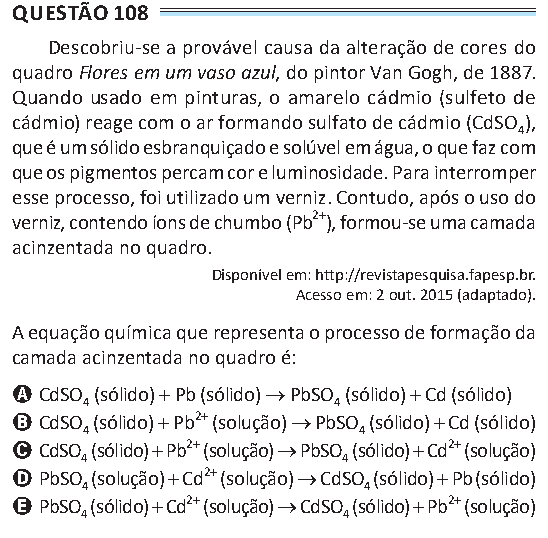 QUESTÃO 108
Descobriu-se a provável causa da alteração de cores do
quadro Flores em um vaso azul, do pintor Van Gogh, de 1887.
Quando usado em pinturas, o amarelo cádmio (sulfeto de
cádmio) reage com o ar formando sulfato de cádmio (CdSO₄),
que é um sólido esbranquiçado e solúvel em água, o que faz com
que os pigmentos percam cor e luminosidade. Para interromper
esse processo, foi utilizado um verniz. Contudo, após o uso do
verniz, contendo íons de chumbo (Pb²⁺), formou-se uma camada
acinzentada no quadro.
Disponível em: http://revistapesquisa.fapesp.br.
Acesso em: 2 out. 2015 (adaptado).
A equação química que representa o processo de formação da
camada acinzentada no quadro é:
A CdSO₄ (sólido) + Pb (sólido) → PbSO₄ (sólido) + Cd (sólido)
B CdSO₄ (sólido) + Pb²⁺ (solução) → PbSO₄ (sólido) + Cd (sólido)
C CdSO₄ (sólido) + Pb²⁺ (solução) → PbSO₄ (sólido) + Cd²⁺ (solução)
D PbSO₄ (solução) + Cd²⁺ (solução) → CdSO₄ (sólido) + Pb (sólido)
E PbSO₄ (sólido) + Cd²⁺ (solução) → CdSO₄ (sólido) + Pb²⁺ (solução)